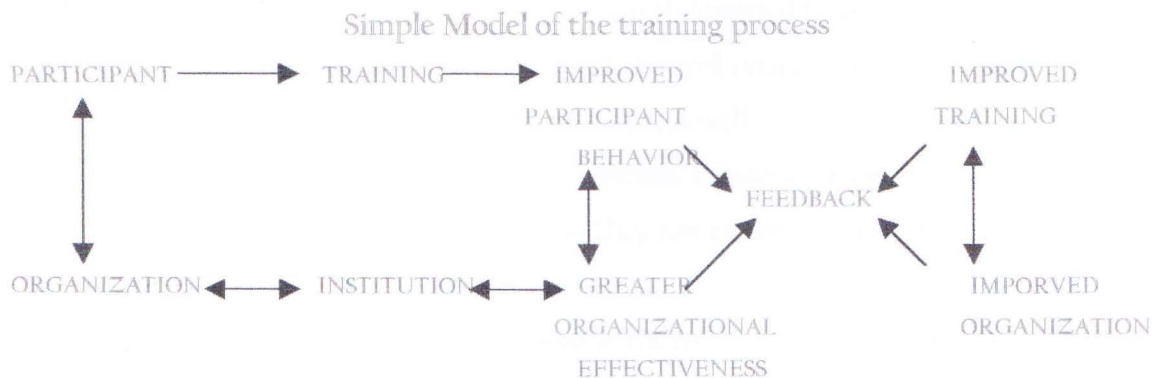 Simple Model of the training process
PARTICIPANT TRAINING IMPROVED IMPROVED
PARTICIPANT TRAINING
BEHAVIOR
FEEDBACK
ORGANIZATION INSTITUTION GREATER IMPORVED
ORGANIZATIONAL ORGANIZATION
EFFECTIVENESS